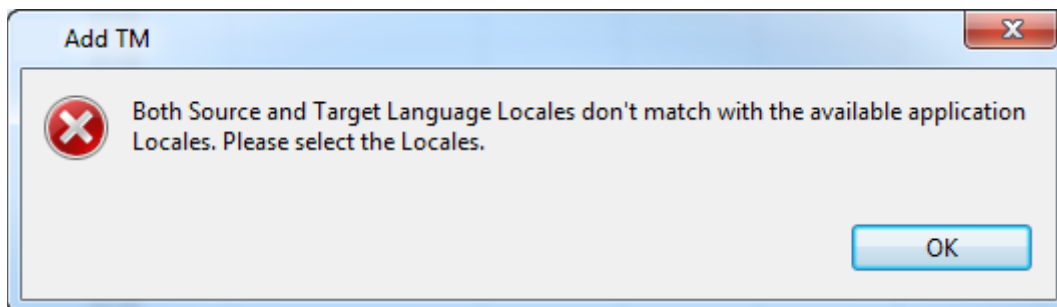 Add TM
Both Source and Target Language Locales don't match with the available application
Locales. Please select the Locales.
OK